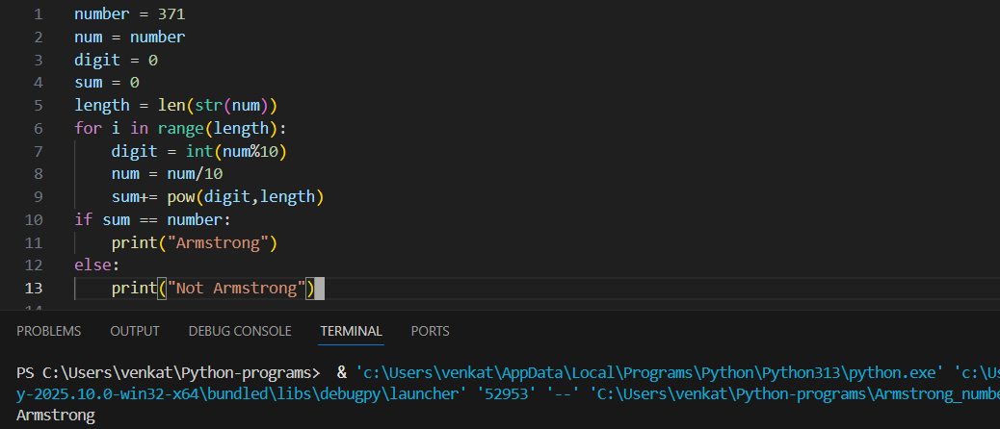 1 number = 371
2 num = number
3 digit = 0
4 sum = 0
5 length = len(str(num))
6 for i in range(length):
7     digit = int(num%10)
8     num = num/10
9     sum+= pow(digit,length)
10 if sum == number:
11     print("Armstrong")
12 else:
13     print("Not Armstrong")
14
PROBLEMS OUTPUT DEBUG CONSOLE TERMINAL PORTS
PS C:\Users\venkat\Python-programs>  & 'c:\Users\venkat\AppData\Local\Programs\Python\Python313\python.exe' 'c:\Us
y-2025.10.0-win32-x64\bundled\libs\debugpy\launcher' '52953' '--' 'C:\Users\venkat\Python-programs\Armstrong_numbe
Armstrong